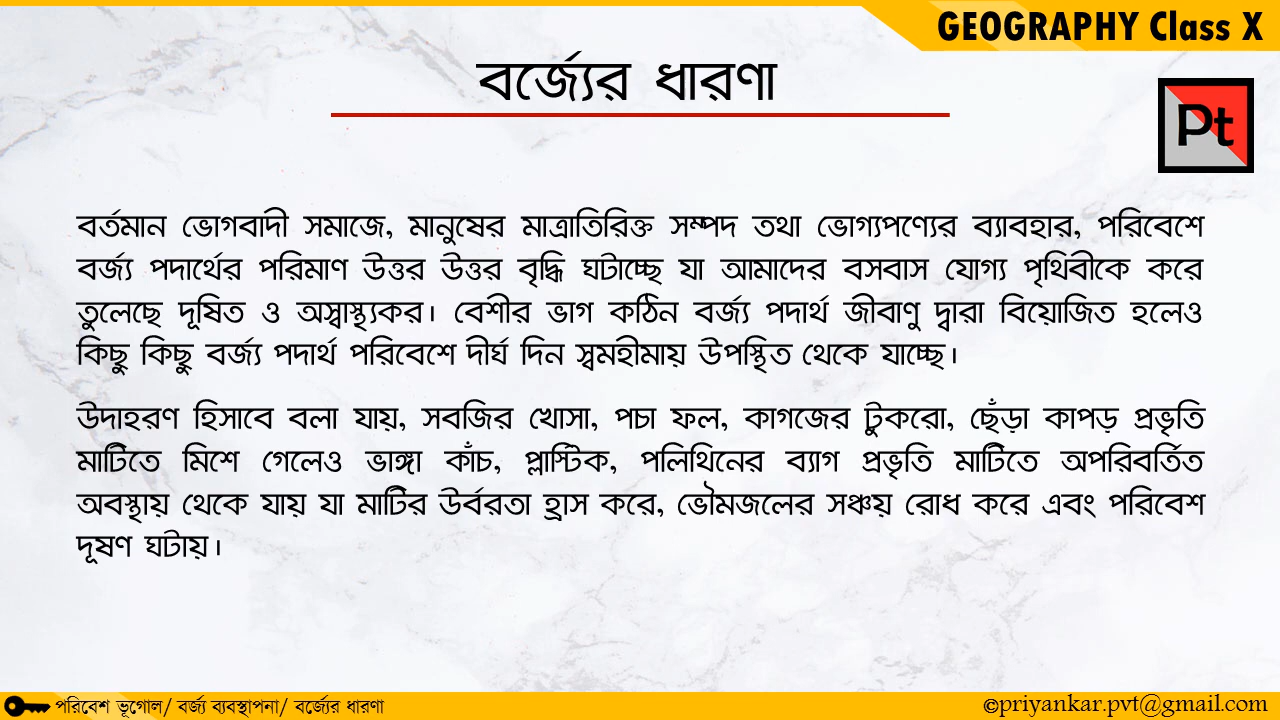 GEOGRAPHY Class X
বর্জ্যের ধারণা
Pt
বর্তমান ভোগবাদী সমাজে, মানুষের মাত্রাতিরিক্ত সম্পদ তথা ভোগ্যপণ্যের ব্যাবহার, পরিবেশে
বর্জ্য পদার্থের পরিমাণ উত্তর উত্তর বৃদ্ধি ঘটাচ্ছে যা আমাদের বসবাস যোগ্য পৃথিবীকে করে
তুলেছে দূষিত ও অস্বাস্থ্যকর। বেশীর ভাগ কঠিন বর্জ্য পদার্থ জীবাণু দ্বারা বিয়োজিত হলেও
কিছু কিছু বর্জ্য পদার্থ পরিবেশে দীর্ঘ দিন স্বমহীমায় উপস্থিত থেকে যাচ্ছে।
উদাহরণ হিসাবে বলা যায়, সবজির খোসা, পচা ফল, কাগজের টুকরো, ছেঁড়া কাপড় প্রভৃতি
মাটিতে মিশে গেলেও ভাঙ্গা কাঁচ, প্লাস্টিক, পলিথিনের ব্যাগ প্রভৃতি মাটিতে অপরিবর্তিত
অবস্থায় থেকে যায় যা মাটির উর্বরতা হ্রাস করে, ভৌমজলের সঞ্চয় রোধ করে এবং পরিবেশ
দূষণ ঘটায়।
পরিবেশ ভূগোল/ বর্জ্য ব্যবস্থাপনা/ বর্জ্যের ধারণা
©priyankar.pvt@gmail.com